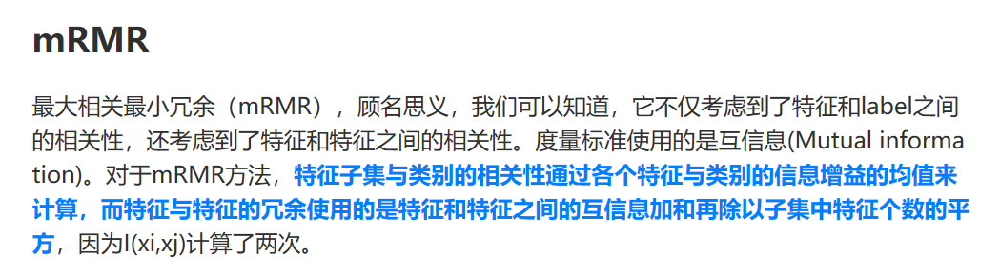 mRMR
最大相关最小冗余（mRMR），顾名思义，我们可以知道，它不仅考虑到了特征和label之间
的相关性，还考虑到了特征和特征之间的相关性。度量标准使用的是互信息(Mutual informa
tion)。对于mRMR方法，特征子集与类别的相关性通过各个特征与类别的信息增益的均值来
计算，而特征与特征的冗余使用的是特征和特征之间的互信息加和再除以子集中特征个数的平
方，因为I(xi,xj)计算了两次。